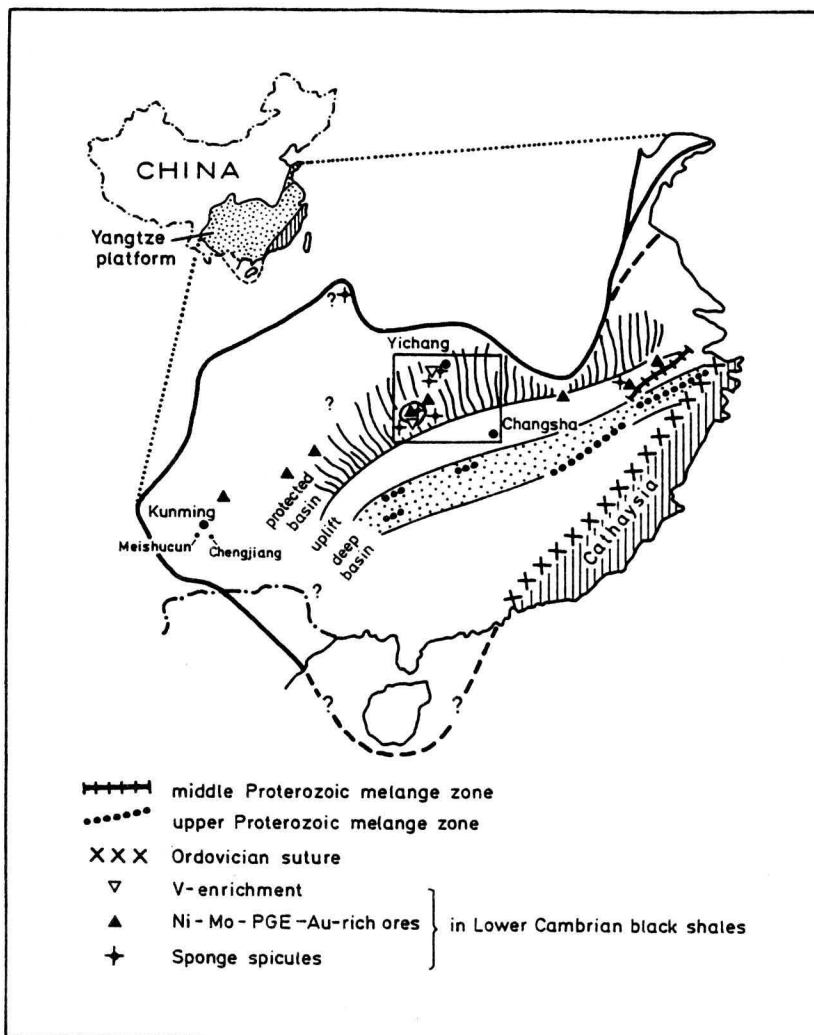 CHINA
Yangtze
platform
?
Yichang
?
Changsha
Kunming
Meishucun
Chengjiang
protected
basin
uplift
deep
basin
Cathaysia
?
?
?
middle Proterozoic melange zone
upper Proterozoic melange zone
XXX Ordovician suture
V-enrichment
Ni-Mo-PGE-Au-rich ores
in Lower Cambrian black shales
Sponge spicules